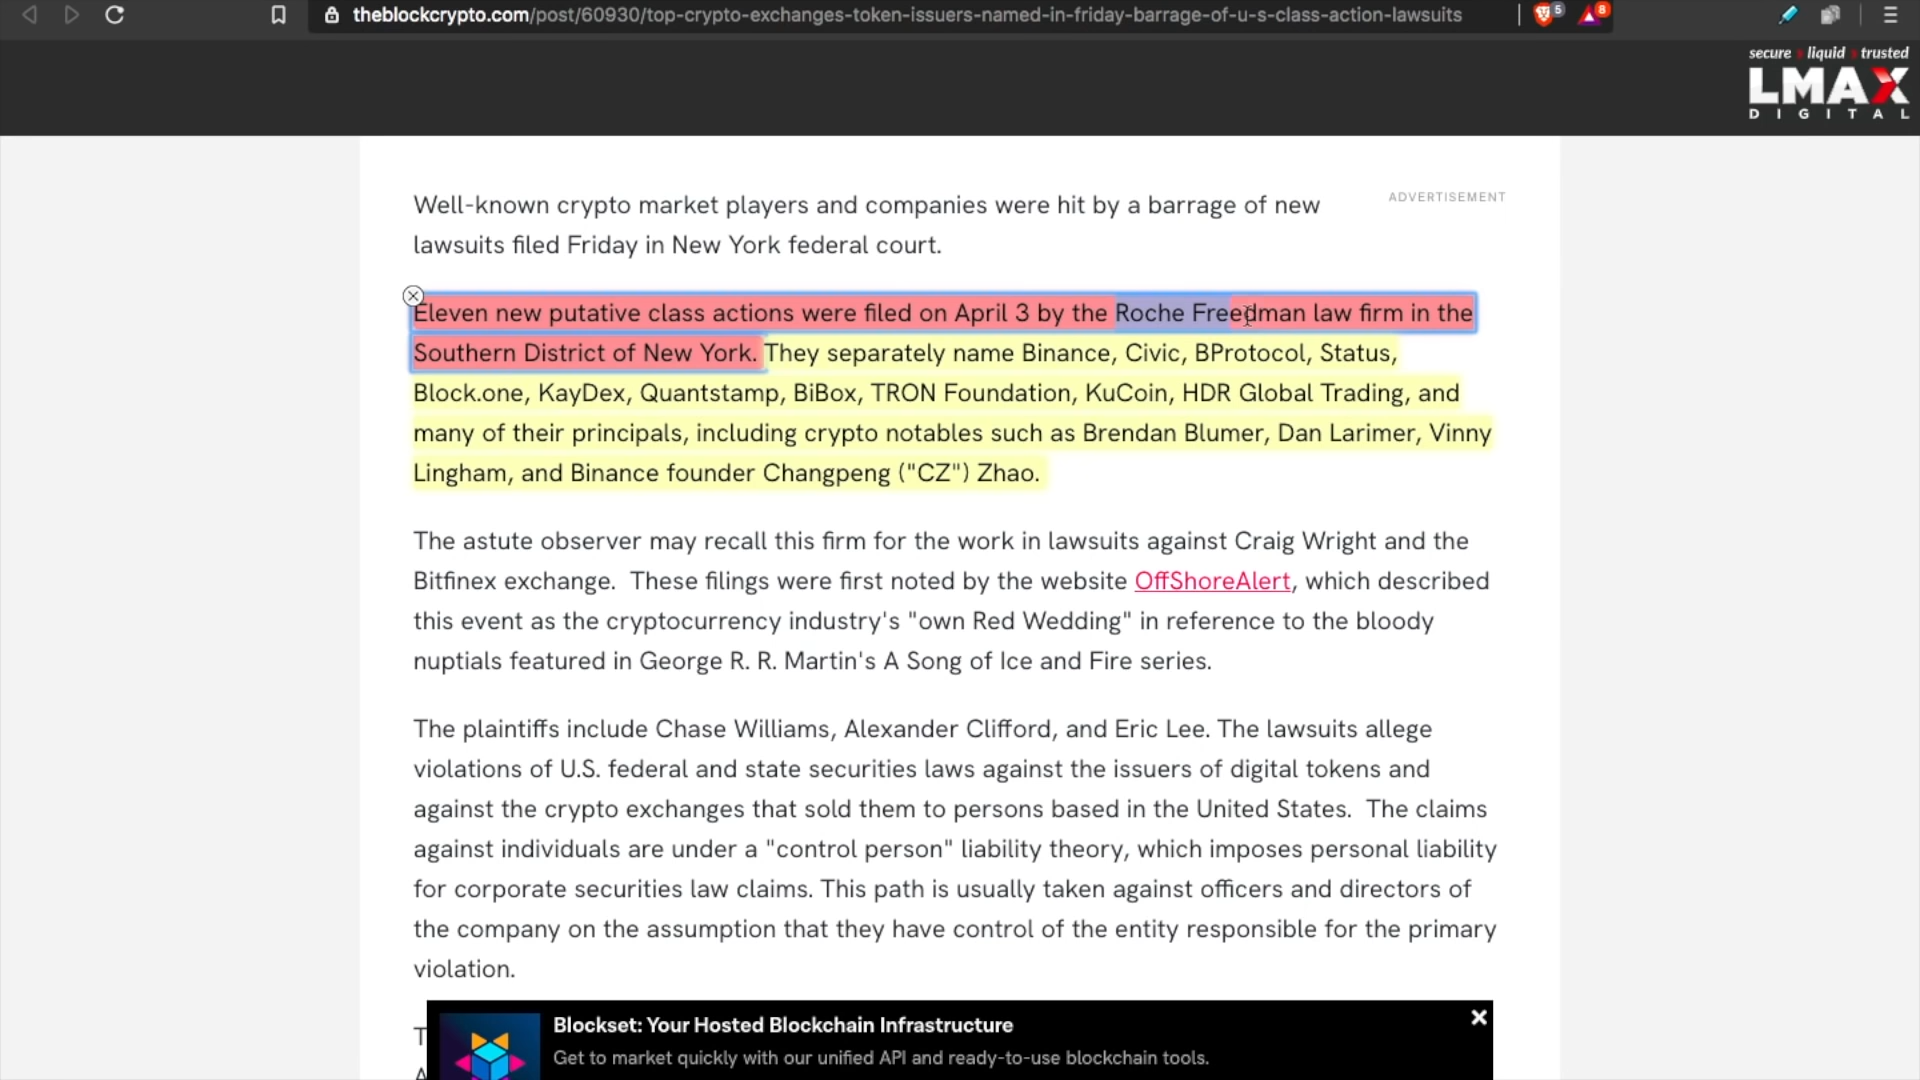 theblockcrypto.com/post/60930/top-crypto-exchanges-token-issuers-named-in-friday-barrage-of-u-s-class-action-lawsuits
5
8
secure liquid trusted
LMAX
DIGITAL
ADVERTISEMENT
Well-known crypto market players and companies were hit by a barrage of new
lawsuits filed Friday in New York federal court.
Eleven new putative class actions were filed on April 3 by the Roche Freedman law firm in the
Southern District of New York. They separately name Binance, Civic, BProtocol, Status,
Block.one, KayDex, Quantstamp, BiBox, TRON Foundation, KuCoin, HDR Global Trading, and
many of their principals, including crypto notables such as Brendan Blumer, Dan Larimer, Vinny
Lingham, and Binance founder Changpeng ("CZ") Zhao.
The astute observer may recall this firm for the work in lawsuits against Craig Wright and the
Bitfinex exchange. These filings were first noted by the website OffShoreAlert, which described
this event as the cryptocurrency industry's "own Red Wedding" in reference to the bloody
nuptials featured in George R. R. Martin's A Song of Ice and Fire series.
The plaintiffs include Chase Williams, Alexander Clifford, and Eric Lee. The lawsuits allege
violations of U.S. federal and state securities laws against the issuers of digital tokens and
against the crypto exchanges that sold them to persons based in the United States. The claims
against individuals are under a "control person" liability theory, which imposes personal liability
for corporate securities law claims. This path is usually taken against officers and directors of
the company on the assumption that they have control of the entity responsible for the primary
violation.
Blockset: Your Hosted Blockchain Infrastructure
Get to market quickly with our unified API and ready-to-use blockchain tools.